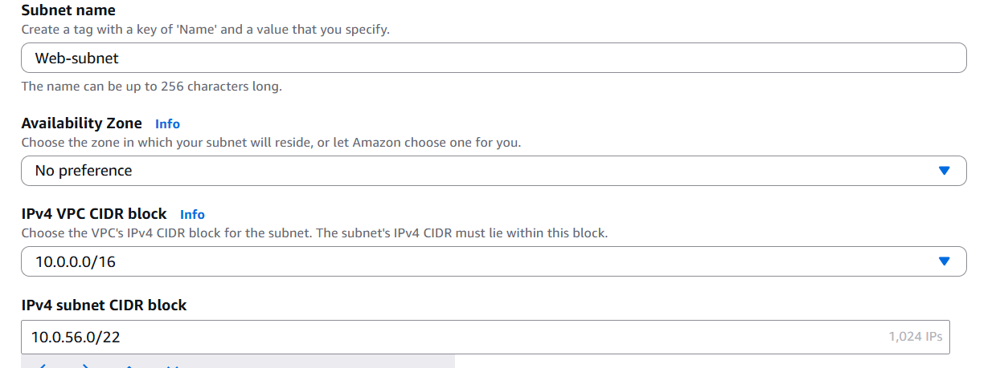 Subnet name
Create a tag with a key of 'Name' and a value that you specify.
Web-subnet
The name can be up to 256 characters long.
Availability Zone Info
Choose the zone in which your subnet will reside, or let Amazon choose one for you.
No preference
IPv4 VPC CIDR block Info
Choose the VPC's IPv4 CIDR block for the subnet. The subnet's IPv4 CIDR must lie within this block.
10.0.0.0/16
IPv4 subnet CIDR block
10.0.56.0/22 1,024 IPs